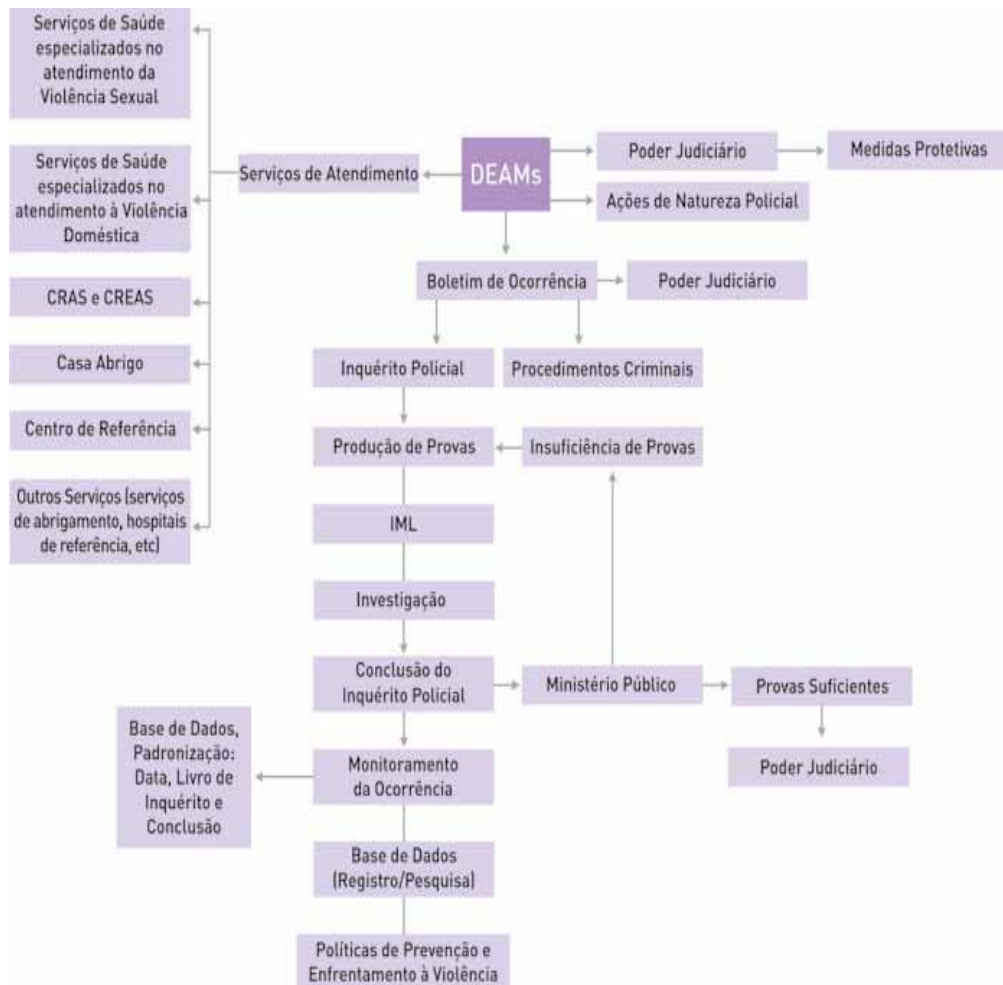 Serviços de Saúde
especializados no
atendimento da
Violência Sexual
Serviços de Saúde
especializados no
atendimento à Violência
Doméstica
CRAS e CREAS
Casa Abrigo
Centro de Referência
Outros Serviços (serviços
de abrigamento, hospitais
de referência, etc)
Serviços de Atendimento
DEAMs
Poder Judiciário
Medidas Protetivas
Ações de Natureza Policial
Boletim de Ocorrência
Poder Judiciário
Inquérito Policial
Procedimentos Criminais
Produção de Provas
Insuficiência de Provas
IML
Investigação
Conclusão do
Inquérito Policial
Ministério Público
Provas Suficientes
Poder Judiciário
Monitoramento
da Ocorrência
Base de Dados,
Padronização:
Data, Livro de
Inquérito e
Conclusão
Base de Dados
(Registro/Pesquisa)
Políticas de Prevenção e
Enfrentamento à Violência